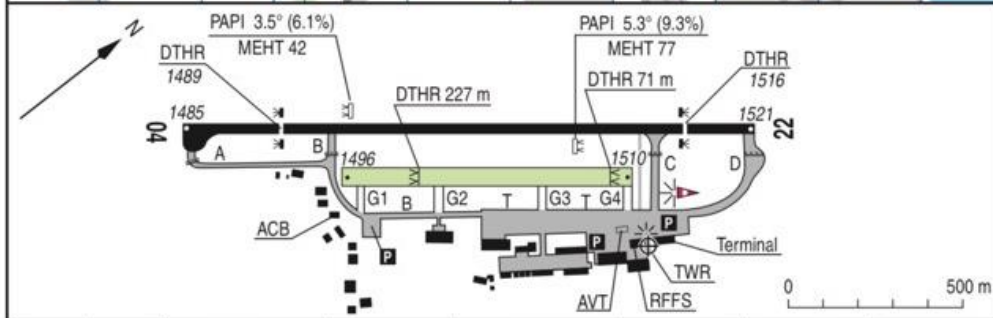 N
PAPI 3.5° (6.1%)
MEHT 42
PAPI 5.3° (9.3%)
MEHT 77
DTHR
1489
DTHR
1516
DTHR 227 m
DTHR 71 m
1485
1521
04
22
A
B
1496
1510
C
D
G1
B
G2
T
G3
T
G4
P
ACB
P
P
Terminal
TWR
AVT
RFFS
0
500 m